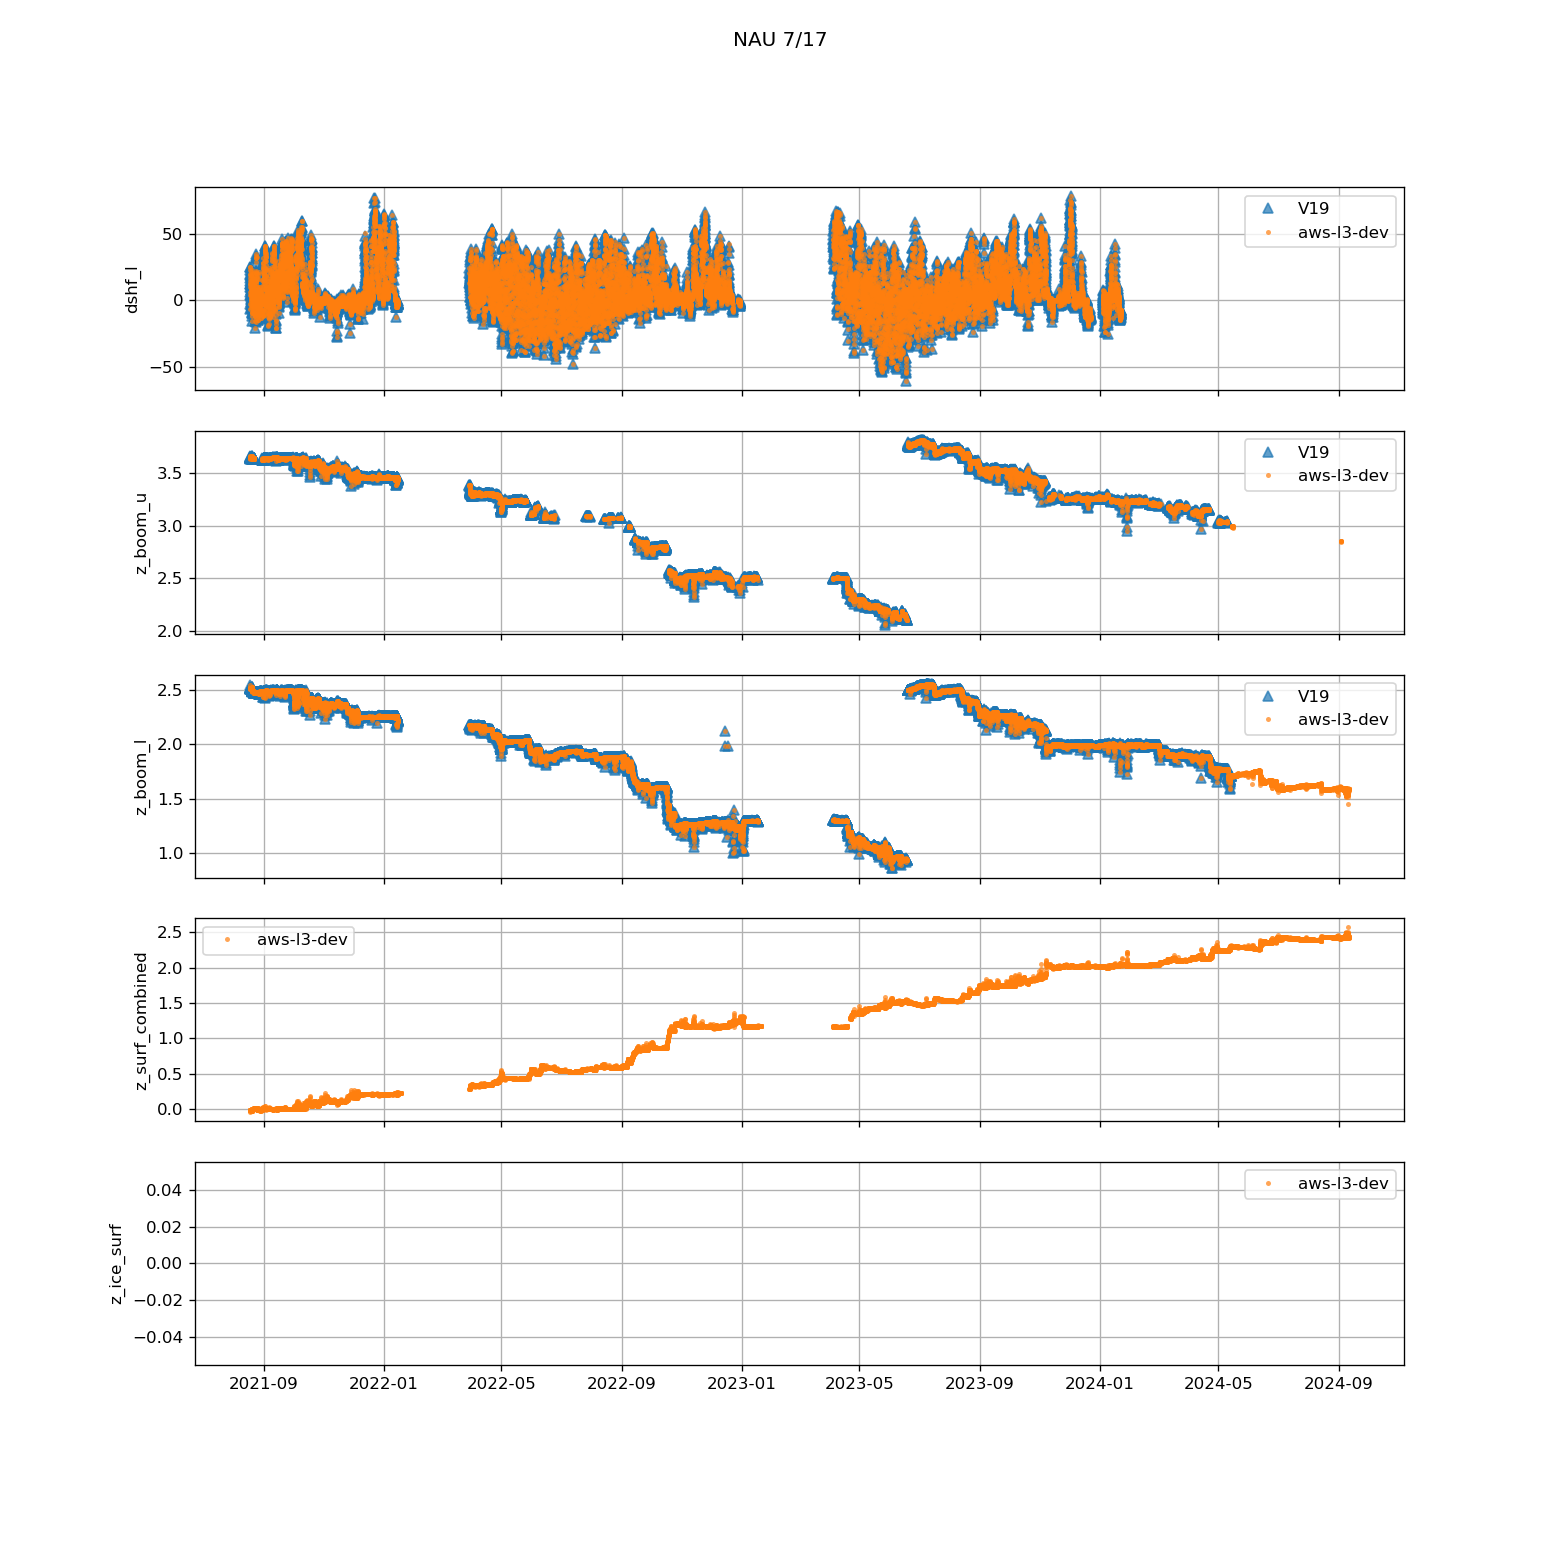 NAU 7/17
dshf_l
50
0
−50
V19
aws-l3-dev
z_boom_u
3.5
3.0
2.5
2.0
V19
aws-l3-dev
z_boom_l
2.5
2.0
1.5
1.0
V19
aws-l3-dev
z_surf_combined
2.5
2.0
1.5
1.0
0.5
0.0
aws-l3-dev
z_ice_surf
0.04
0.02
0.00
−0.02
−0.04
aws-l3-dev
2021-09 2022-01 2022-05 2022-09 2023-01 2023-05 2023-09 2024-01 2024-05 2024-09